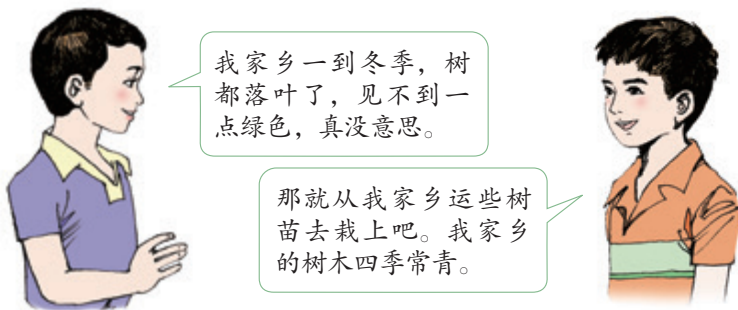 我家乡一到冬季，树
都落叶了，见不到一
点绿色，真没意思。
那就从我家乡运些树
苗去栽上吧。我家乡
的树木四季常青。